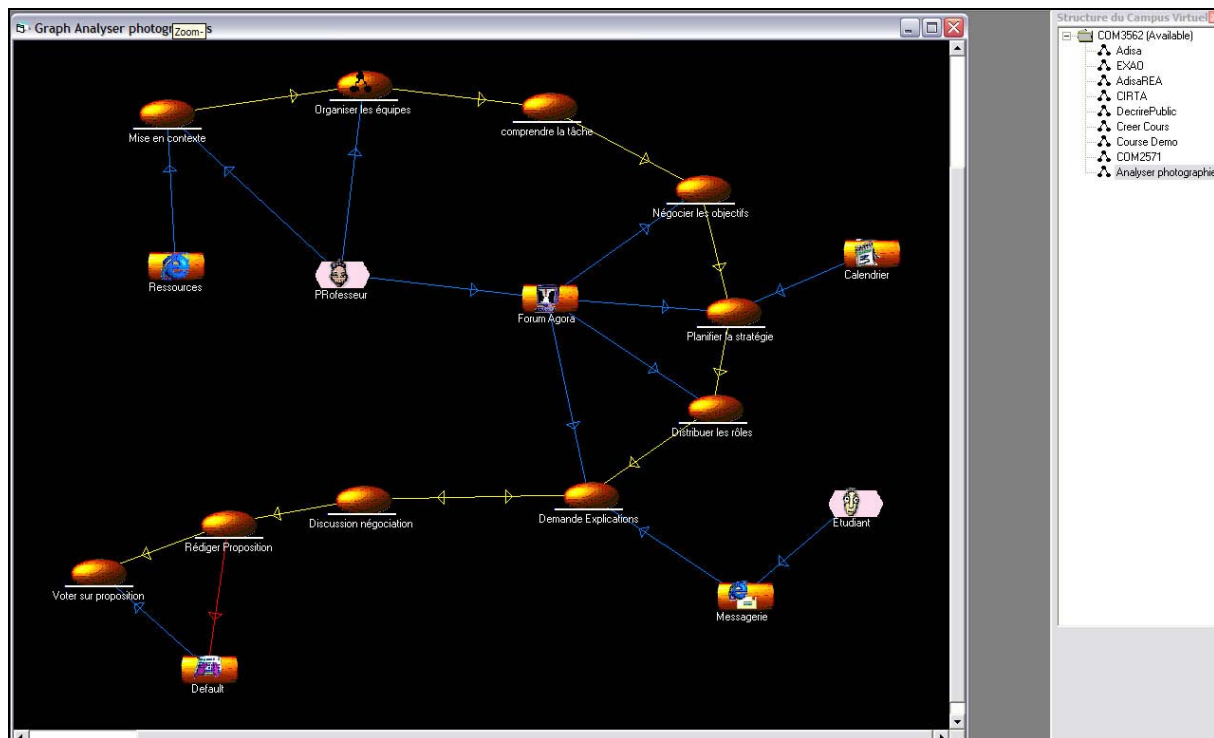 Graph Analyser photographies
Zoom-
Organiser les équipes
Mise en contexte
comprendre la tâche
Négocier les objectifs
Ressources
PRofesseur
Calendrier
Forum Agora
Planifier la stratégie
Distribuer les rôles
Discussion négociation
Demande Explications
Etudiant
Rédiger Proposition
Voter sur proposition
Messagerie
Default
Structure du Campus Virtuel
COM3562 (Available)
Adisa
EXAO
AdisaREA
CIRTA
DecrirePublic
Creer Cours
Course Demo
COM2571
Analyser photographie